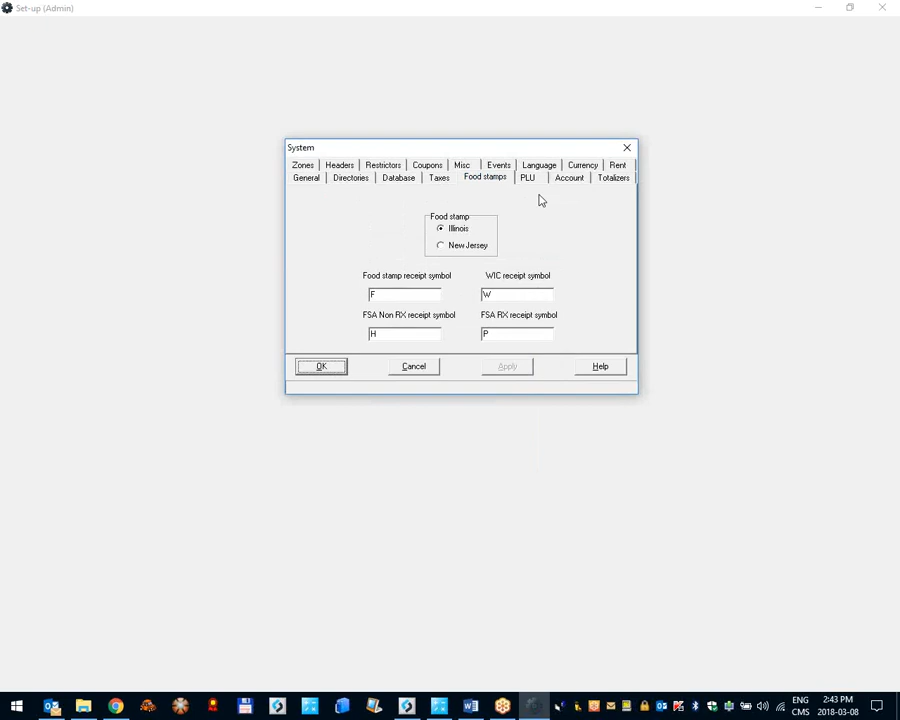 Set-up (Admin)
System
Zones Headers Restrictors Coupons Misc Events Language Currency Rent
General Directories Database Taxes Food stamps PLU Account Totalizers
Food stamp
Illinois
New Jersey
Food stamp receipt symbol WIC receipt symbol
F W
FSA Non RX receipt symbol FSA RX receipt symbol
H P
OK Cancel Apply Help
ENG 2:43 PM
CMS 2018-03-08